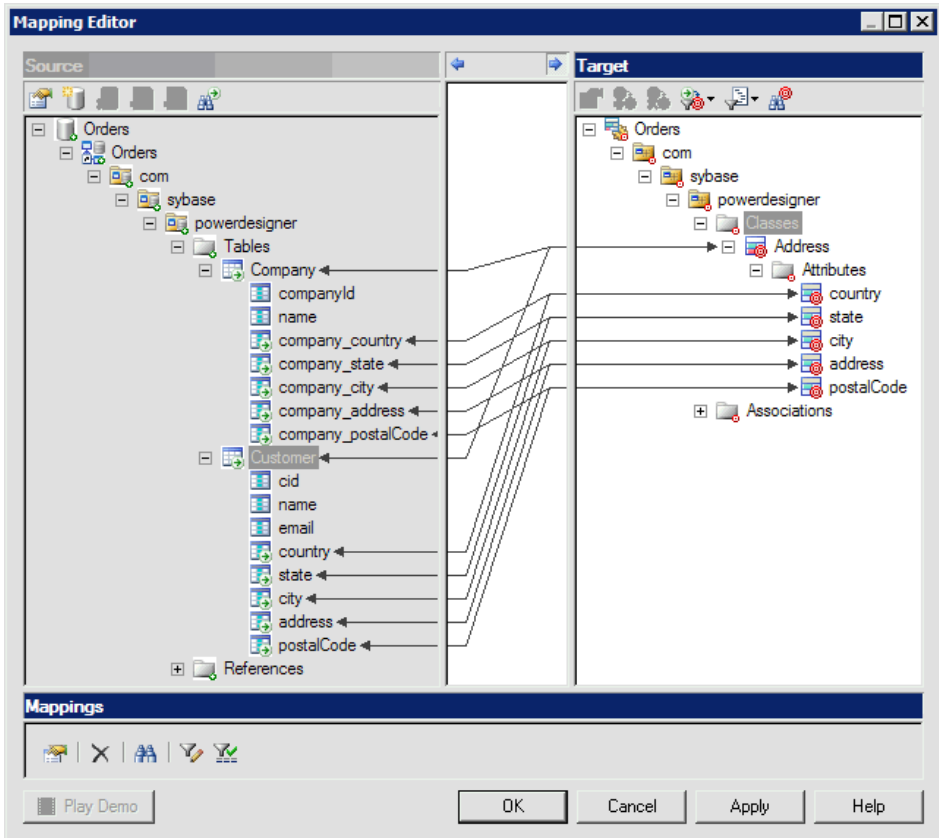 Mapping Editor
Source
Target
Orders
Orders
com
sybase
powerdesigner
Tables
Company
companyId
name
company_country
company_state
company_city
company_address
company_postalCode
Customer
cid
name
email
country
state
city
address
postalCode
References
Orders
com
sybase
powerdesigner
Classes
Address
Attributes
country
state
city
address
postalCode
Associations
Mappings
Play Demo
OK
Cancel
Apply
Help